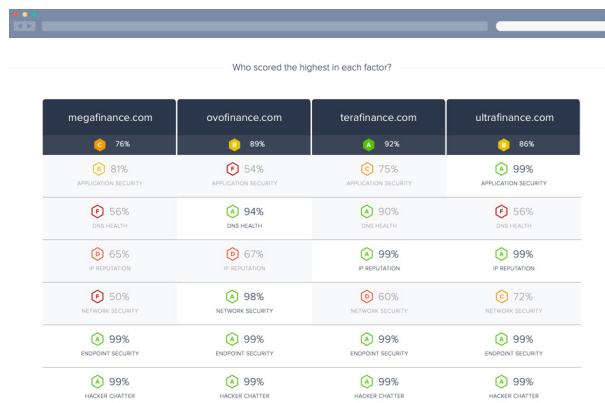 Who scored the highest in each factor?
megafinance.com ovofinance.com terafinance.com ultrafinance.com
C 76% B 89% A 92% B 86%
B 81% F 54% C 75% A 99%
APPLICATION SECURITY APPLICATION SECURITY APPLICATION SECURITY APPLICATION SECURITY
F 56% A 94% A 90% F 56%
DNS HEALTH DNS HEALTH DNS HEALTH DNS HEALTH
D 65% D 67% A 99% A 99%
IP REPUTATION IP REPUTATION IP REPUTATION IP REPUTATION
F 50% A 98% D 60% C 72%
NETWORK SECURITY NETWORK SECURITY NETWORK SECURITY NETWORK SECURITY
A 99% A 99% A 99% A 99%
ENDPOINT SECURITY ENDPOINT SECURITY ENDPOINT SECURITY ENDPOINT SECURITY
A 99% A 99% A 99% A 99%
HACKER CHATTER HACKER CHATTER HACKER CHATTER HACKER CHATTER